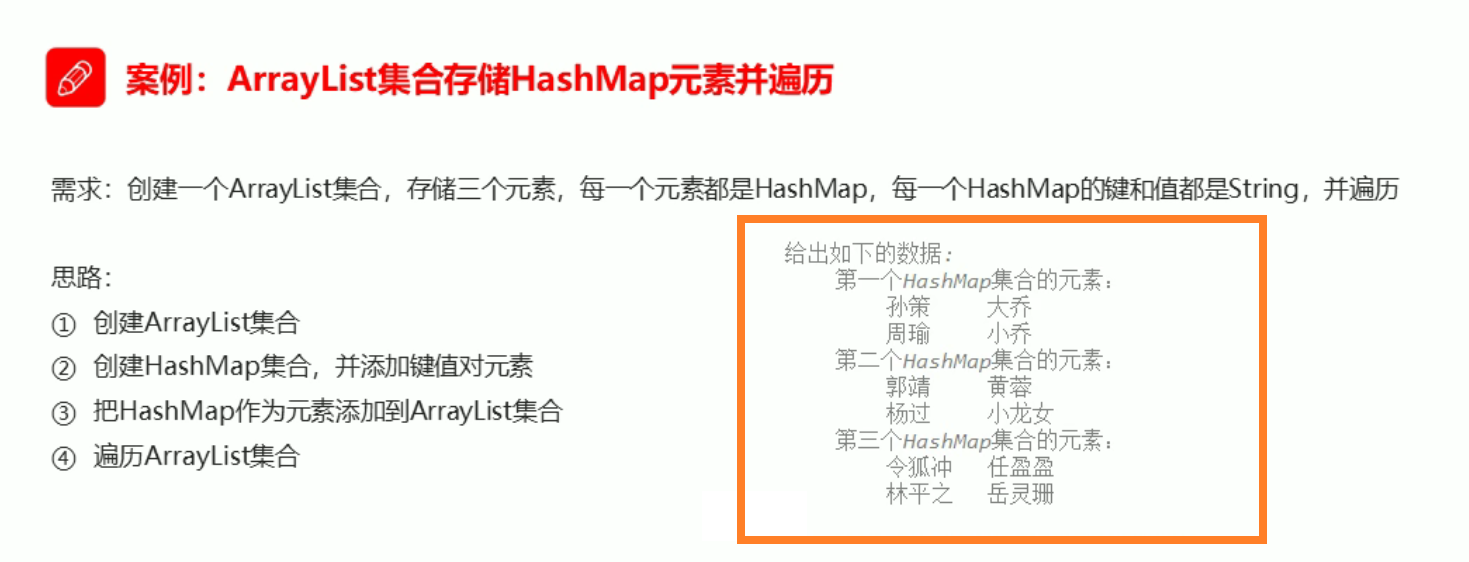 案例：ArrayList集合存储HashMap元素并遍历
需求：创建一个ArrayList集合，存储三个元素，每一个元素都是HashMap，每一个HashMap的键和值都是String，并遍历
思路：
① 创建ArrayList集合
② 创建HashMap集合，并添加键值对元素
③ 把HashMap作为元素添加到ArrayList集合
④ 遍历ArrayList集合
给出如下的数据：
第一个HashMap集合的元素：
孙策 大乔
周瑜 小乔
第二个HashMap集合的元素：
郭靖 黄蓉
杨过 小龙女
第三个HashMap集合的元素：
令狐冲 任盈盈
林平之 岳灵珊